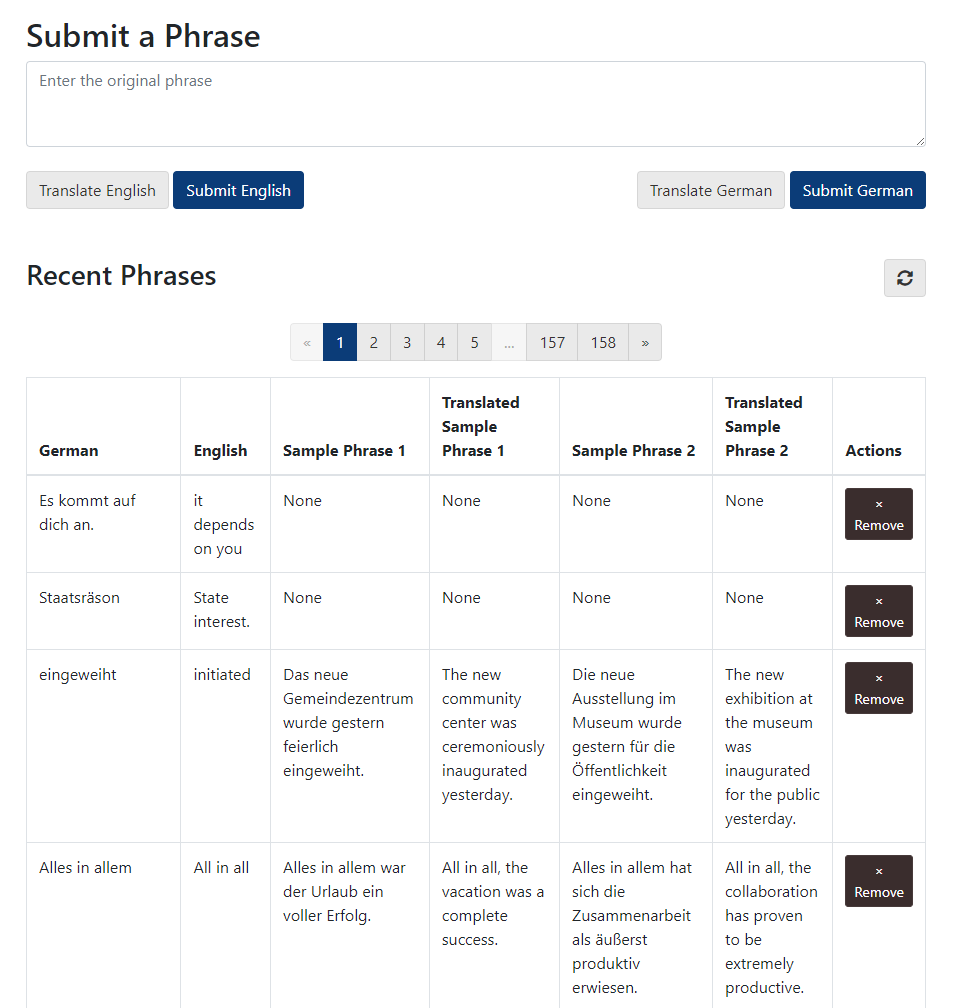 Submit a Phrase
Enter the original phrase
Translate English Submit English Translate German Submit German
Recent Phrases
« 1 2 3 4 5 ... 157 158 »
German English Sample Phrase 1 Translated Sample Phrase 1 Sample Phrase 2 Translated Sample Phrase 2 Actions
Es kommt auf
dich an.
it
depends
on you
None
None
None
None
×
Remove
Staatsräson
State
interest.
None
None
None
None
×
Remove
eingeweiht
initiated
Das neue
Gemeindezentrum
wurde gestern
feierlich
eingeweiht.
The new
community
center was
ceremoniously
inaugurated
yesterday.
Die neue
Ausstellung im
Museum wurde
gestern für die
Öffentlichkeit
eingeweiht.
The new
exhibition at
the museum
was
inaugurated
for the public
yesterday.
×
Remove
Alles in allem
All in all
Alles in allem war
der Urlaub ein
voller Erfolg.
All in all, the
vacation was a
complete
success.
Alles in allem hat
sich die
Zusammenarbeit
als äußerst
produktiv
erwiesen.
All in all, the
collaboration
has proven
to be
extremely
productive.
×
Remove